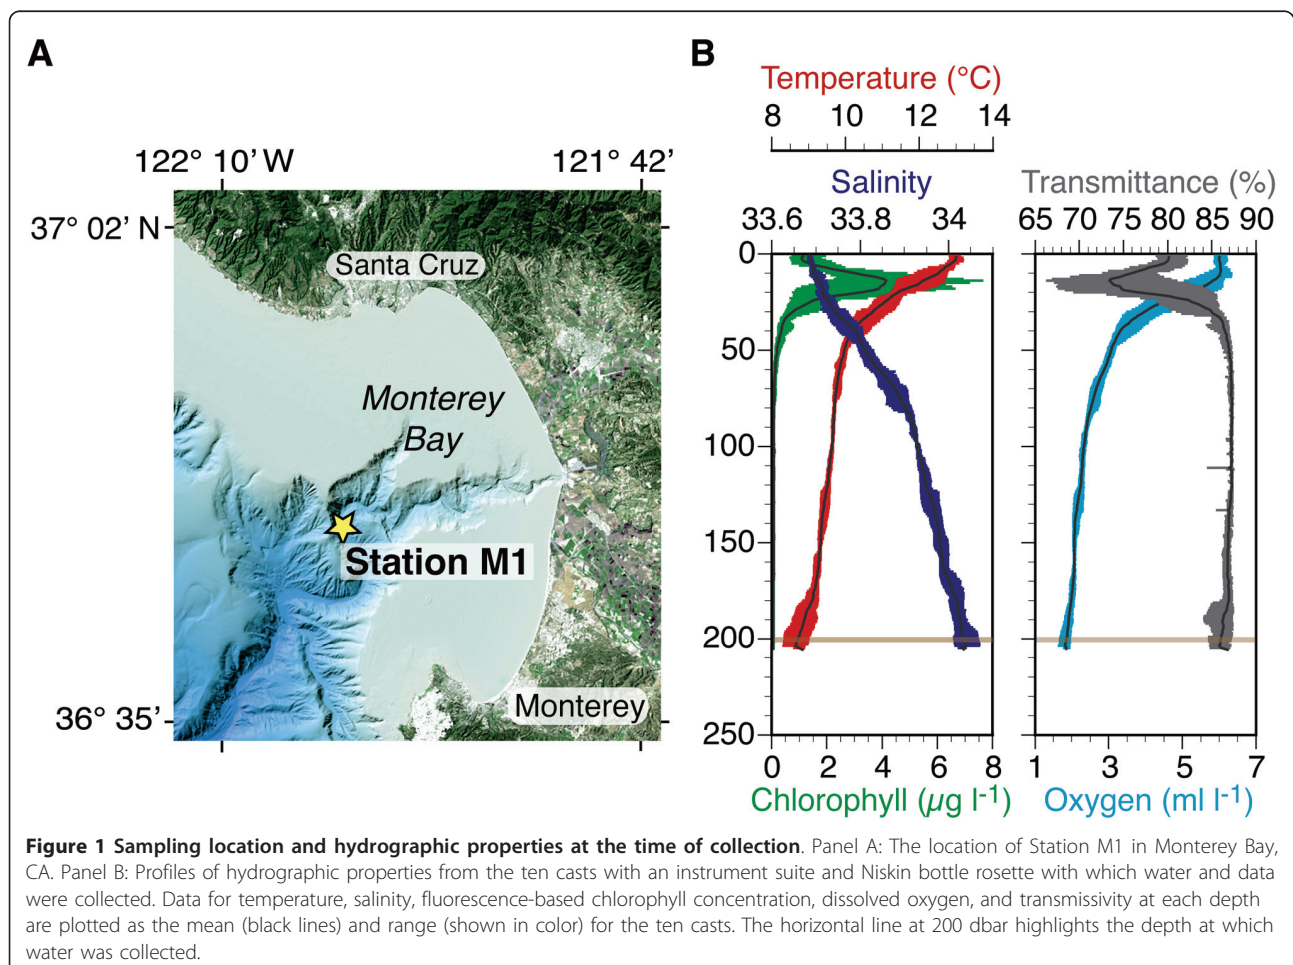 A
122° 10' W
121° 42'
37° 02' N
Santa Cruz
Monterey
Bay
Station M1
36° 35'
Monterey
B
Temperature (°C)
8 10 12 14
Salinity
33.6 33.8 34
Transmittance (%)
65 70 75 80 85 90
0
50
100
150
200
250
0 2 4 6 8
Chlorophyll (µg l-1)
1 3 5 7
Oxygen (ml l-1)
Figure 1 Sampling location and hydrographic properties at the time of collection. Panel A: The location of Station M1 in Monterey Bay,
CA. Panel B: Profiles of hydrographic properties from the ten casts with an instrument suite and Niskin bottle rosette with which water and data
were collected. Data for temperature, salinity, fluorescence-based chlorophyll concentration, dissolved oxygen, and transmissivity at each depth
are plotted as the mean (black lines) and range (shown in color) for the ten casts. The horizontal line at 200 dbar highlights the depth at which
water was collected.